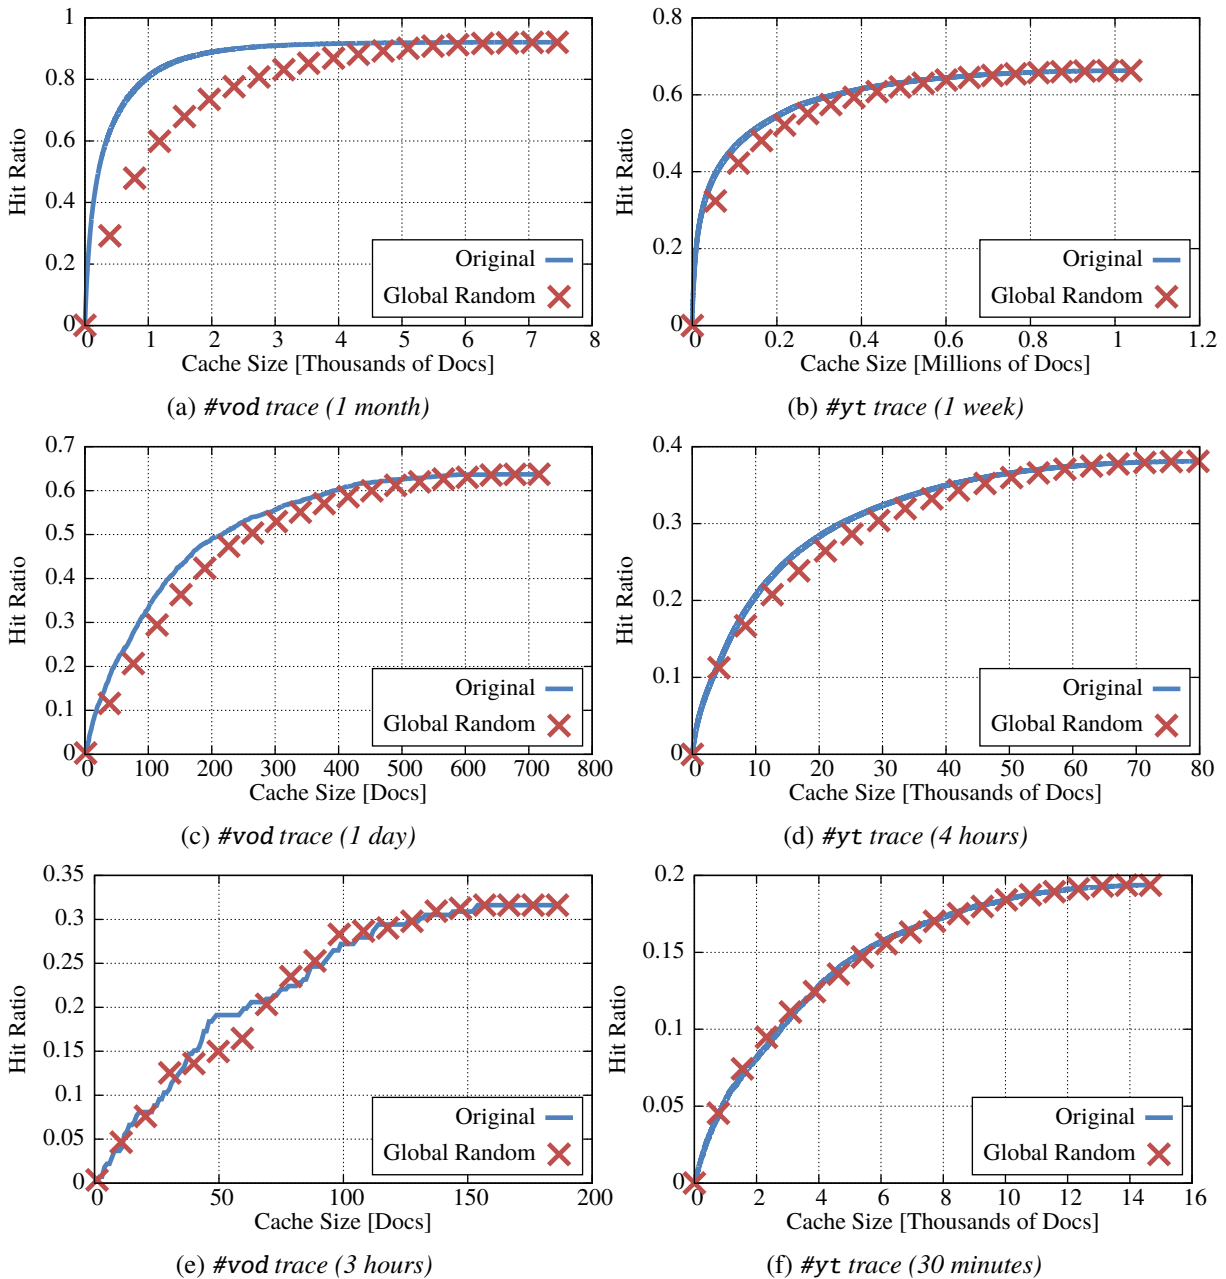 1
0.8
0.6
0.4
0.2
0
Hit Ratio
Original
Global Random
0 1 2 3 4 5 6 7 8
Cache Size [Thousands of Docs]
(a) #vod trace (1 month)
0.8
0.6
0.4
0.2
0
Hit Ratio
Original
Global Random
0 0.2 0.4 0.6 0.8 1 1.2
Cache Size [Millions of Docs]
(b) #yt trace (1 week)
0.7
0.6
0.5
0.4
0.3
0.2
0.1
0
Hit Ratio
Original
Global Random
0 100 200 300 400 500 600 700 800
Cache Size [Docs]
(c) #vod trace (1 day)
0.4
0.3
0.2
0.1
0
Hit Ratio
Original
Global Random
0 10 20 30 40 50 60 70 80
Cache Size [Thousands of Docs]
(d) #yt trace (4 hours)
0.35
0.3
0.25
0.2
0.15
0.1
0.05
0
Hit Ratio
Original
Global Random
0 50 100 150 200
Cache Size [Docs]
(e) #vod trace (3 hours)
0.2
0.15
0.1
0.05
0
Hit Ratio
Original
Global Random
0 2 4 6 8 10 12 14 16
Cache Size [Thousands of Docs]
(f) #yt trace (30 minutes)